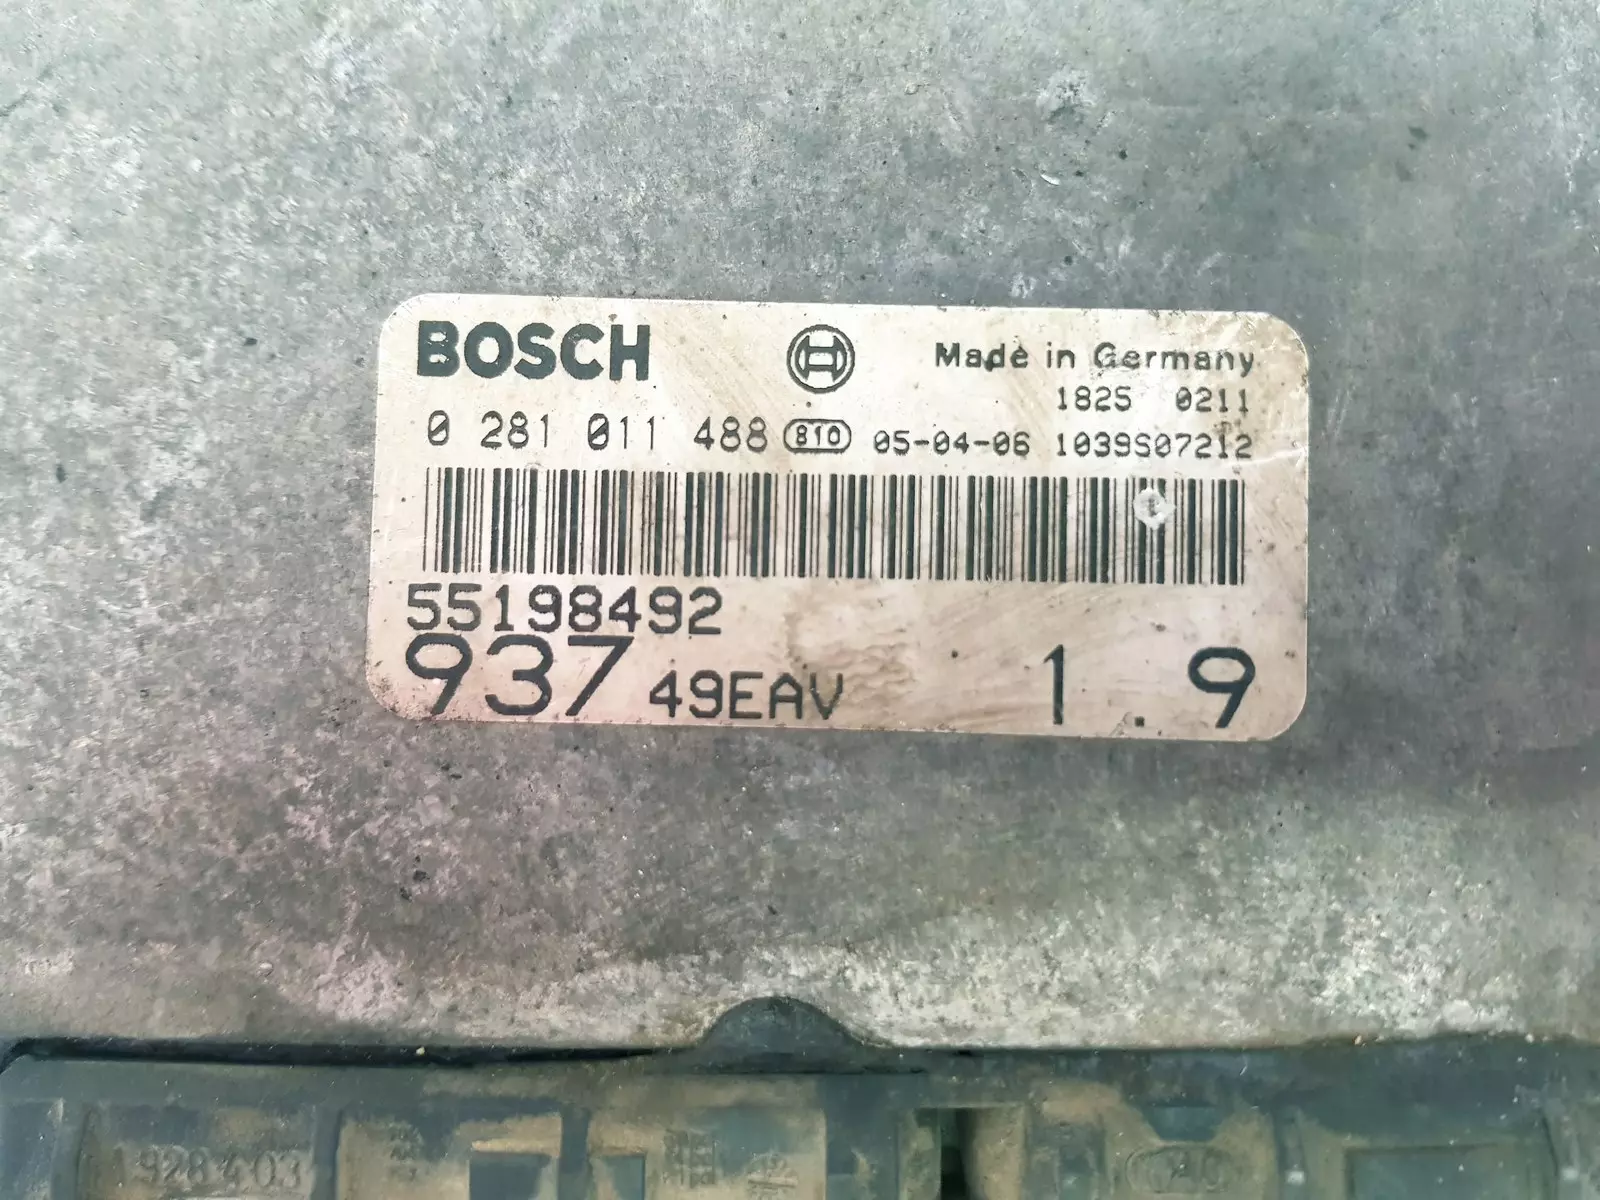 BOSCH Made in Germany
1825 0211
0 281 011 488 810 05-04-06 1039S07212
55198492
937 49EAV 1.9
928403